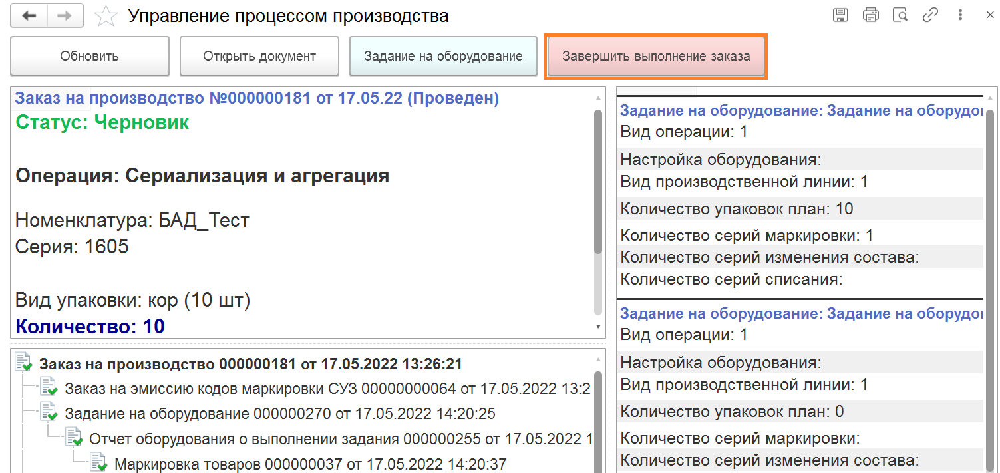 Управление процессом производства
Обновить
Открыть документ
Задание на оборудование
Завершить выполнение заказа
Заказ на производство №000000181 от 17.05.22 (Проведен)
Статус: Черновик
Операция: Сериализация и агрегация
Номенклатура: БАД_Тест
Серия: 1605
Вид упаковки: кор (10 шт)
Количество: 10
Заказ на производство 000000181 от 17.05.2022 13:26:21
Заказ на эмиссию кодов маркировки СУЗ 00000000064 от 17.05.2022 13:2
Задание на оборудование 000000270 от 17.05.2022 14:20:25
Отчет оборудования о выполнении задания 000000255 от 17.05.2022 1
Маркировка товаров 000000037 от 17.05.2022 14:20:37
Задание на оборудование: Задание на оборудо
Вид операции: 1
Настройка оборудования:
Вид производственной линии: 1
Количество упаковок план: 10
Количество серий маркировки: 1
Количество серий изменения состава:
Количество серий списания:
Задание на оборудование: Задание на оборудо
Вид операции: 1
Настройка оборудования:
Вид производственной линии: 1
Количество упаковок план: 0
Количество серий маркировки:
Количество серий изменения состава: